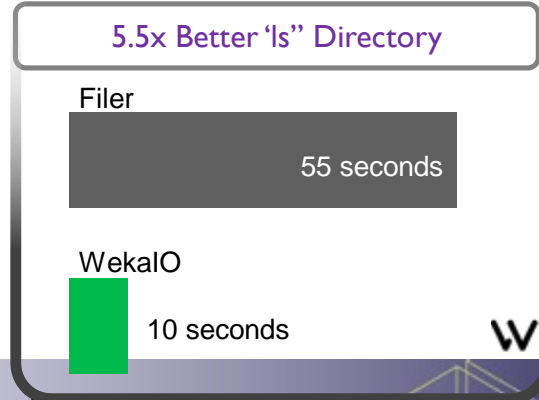 5.5x Better ‘ls” Directory
Filer
55 seconds
WekaIO
10 seconds
W